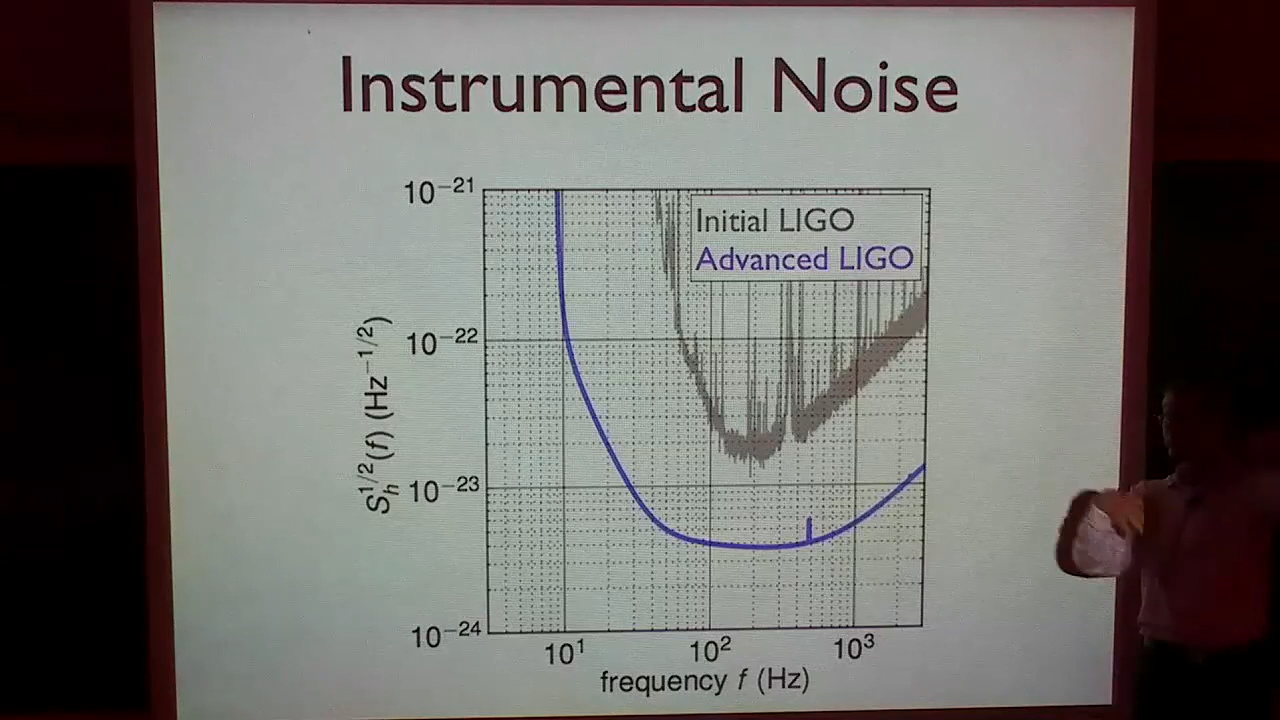 Instrumental Noise
10−21
Initial LIGO
Advanced LIGO
10−22
10−23
10−24
S_h^1/2(f) (Hz−1/2)
10^1
10^2
10^3
frequency f (Hz)